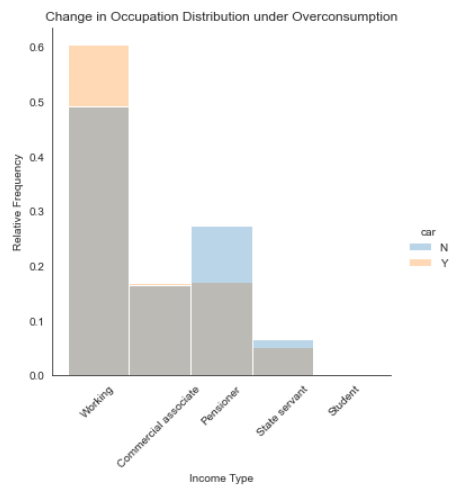 Change in Occupation Distribution under Overconsumption
0.6
0.5
0.4
0.3
0.2
0.1
0.0
Relative Frequency
Working
Commercial associate
Pensioner
State servant
Student
Income Type
car
N
Y